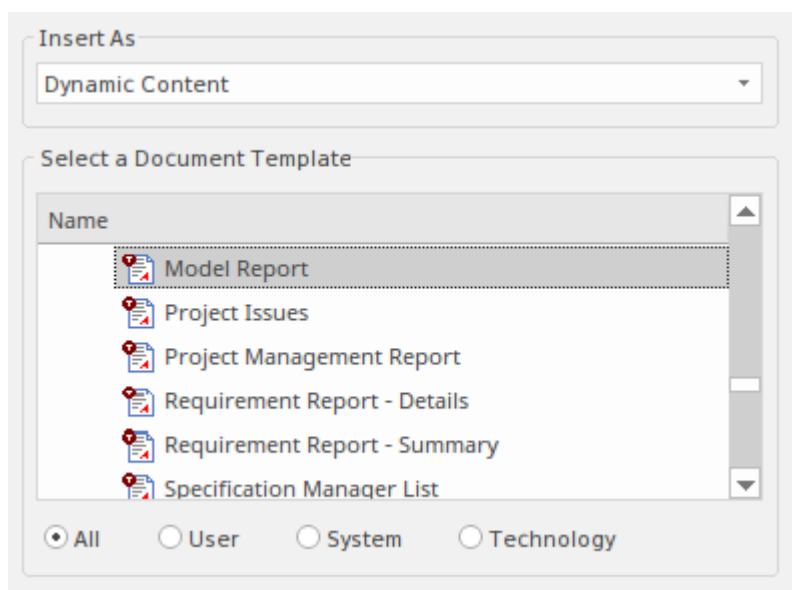 Insert As
Dynamic Content
Select a Document Template
Name
Model Report
Project Issues
Project Management Report
Requirement Report - Details
Requirement Report - Summary
Specification Manager List
All User System Technology